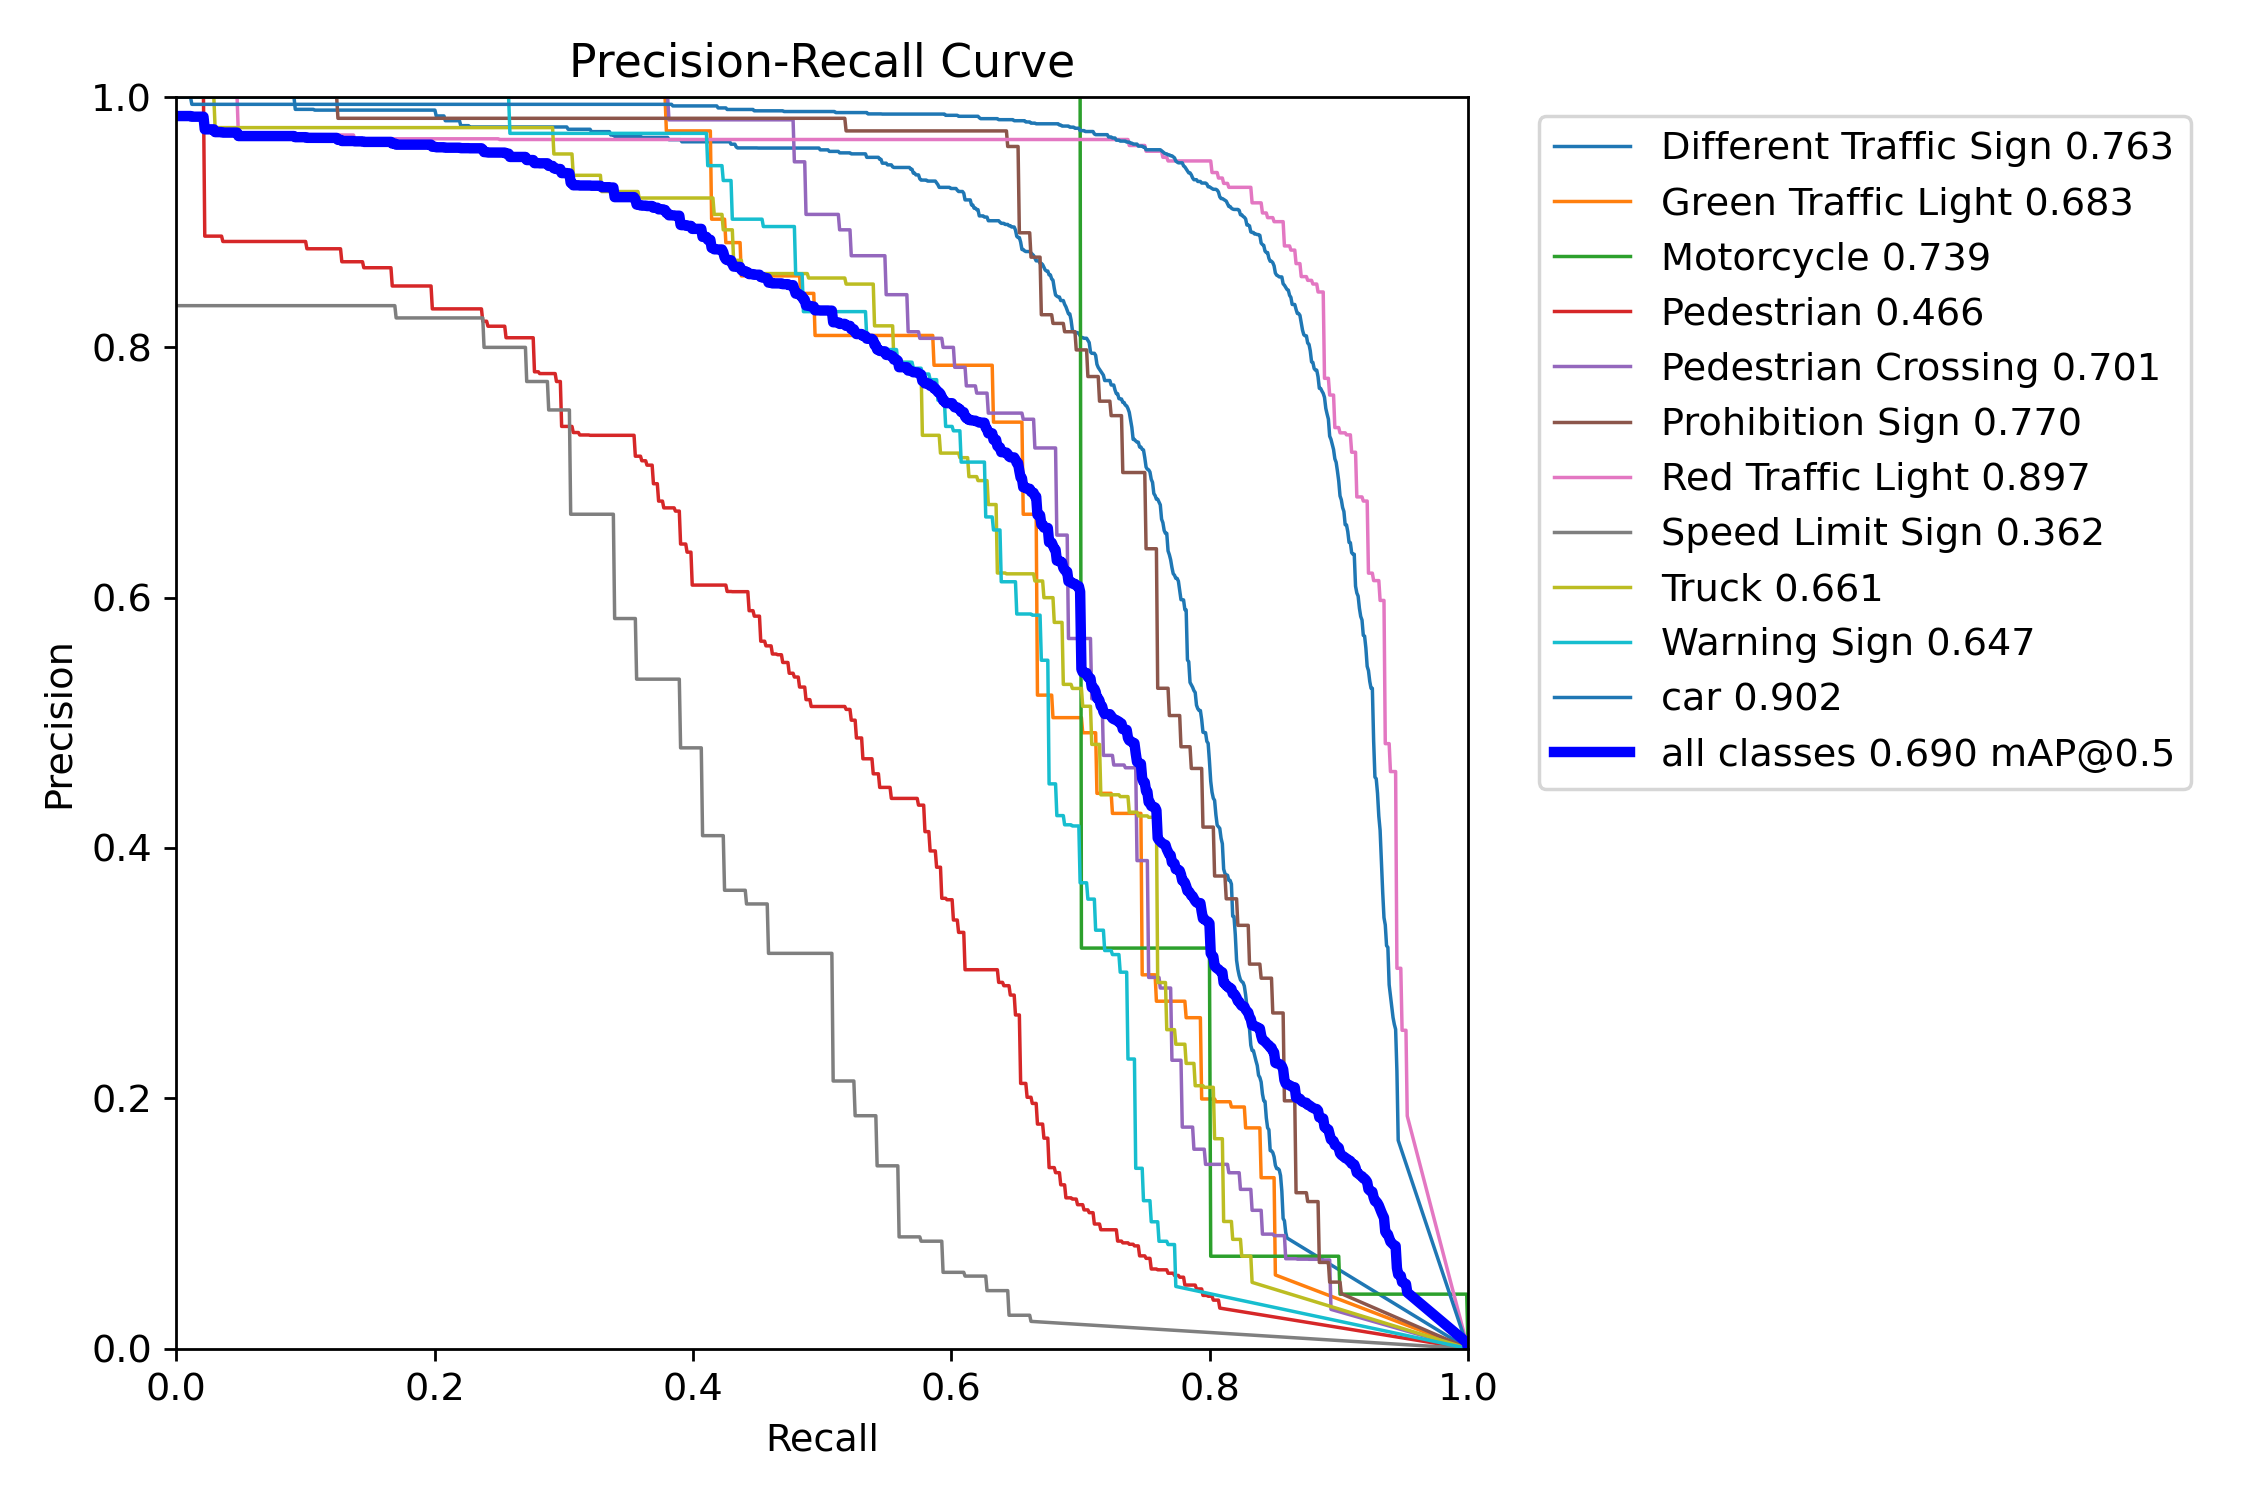 Precision-Recall Curve
1.0
0.8
0.6
0.4
0.2
0.0
Precision
0.0 0.2 0.4 0.6 0.8 1.0
Recall
Different Traffic Sign 0.763
Green Traffic Light 0.683
Motorcycle 0.739
Pedestrian 0.466
Pedestrian Crossing 0.701
Prohibition Sign 0.770
Red Traffic Light 0.897
Speed Limit Sign 0.362
Truck 0.661
Warning Sign 0.647
car 0.902
all classes 0.690 mAP@0.5